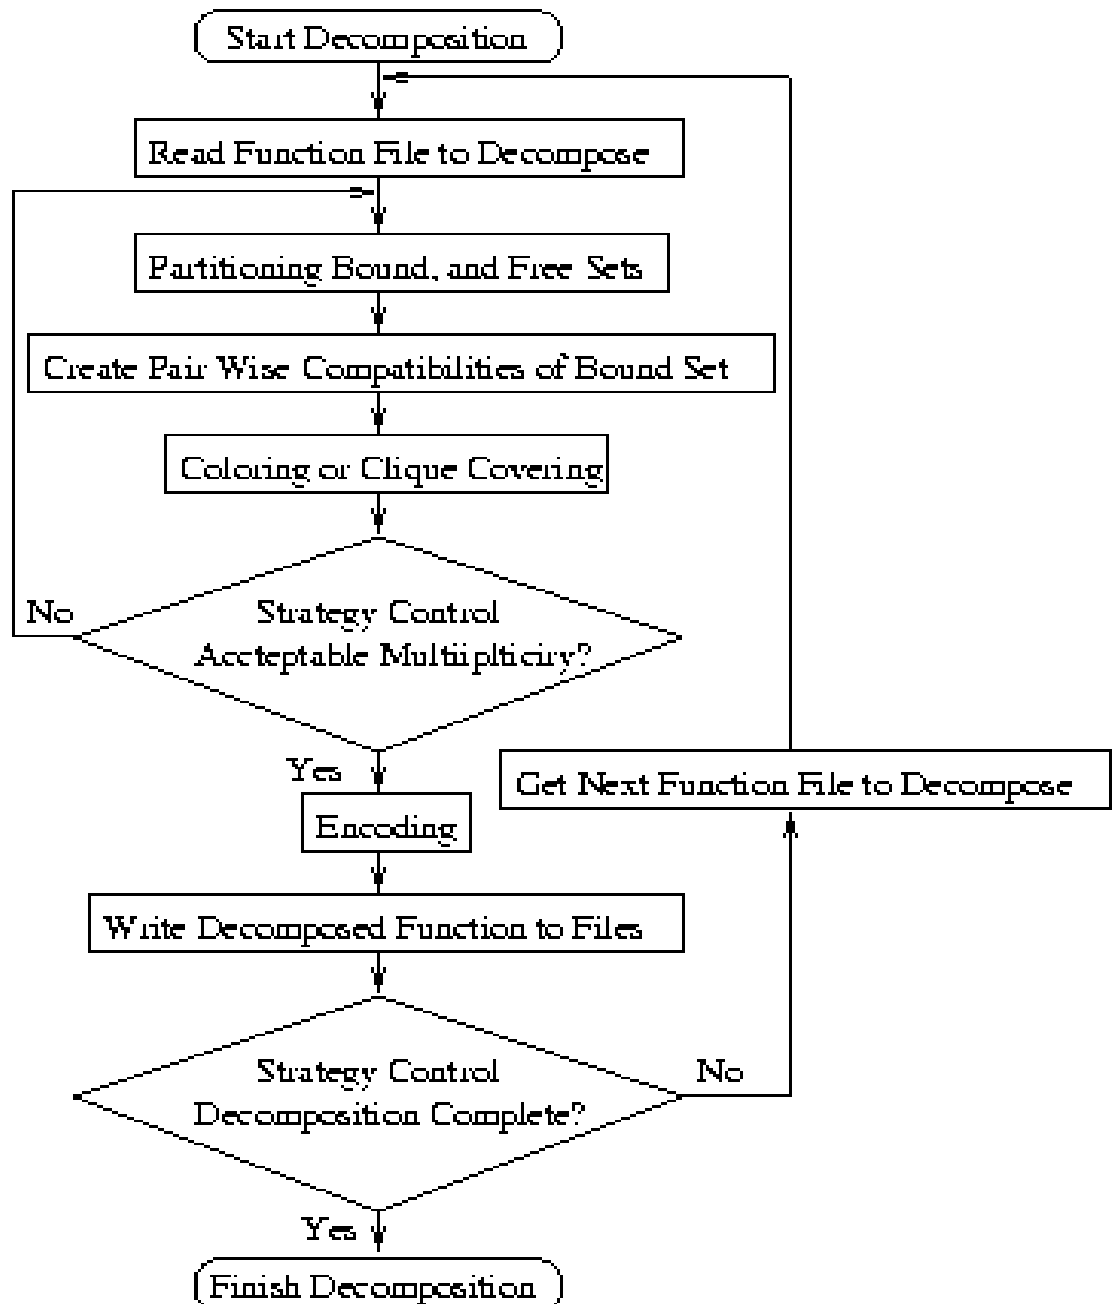 Start Decomposition
Read Function File to Decompose
Partitioning Bound, and Free Sets
Create Pair Wise Compatibilities of Bound Set
Coloring or Clique Covering
Strategy Control
Accteptable Multiiplticiry?
No
Yes
Encoding
Get Next Function File to Decompose
Write Decomposed Function to Files
Strategy Control
Decomposition Complete?
No
Yes
Finish Decomposition